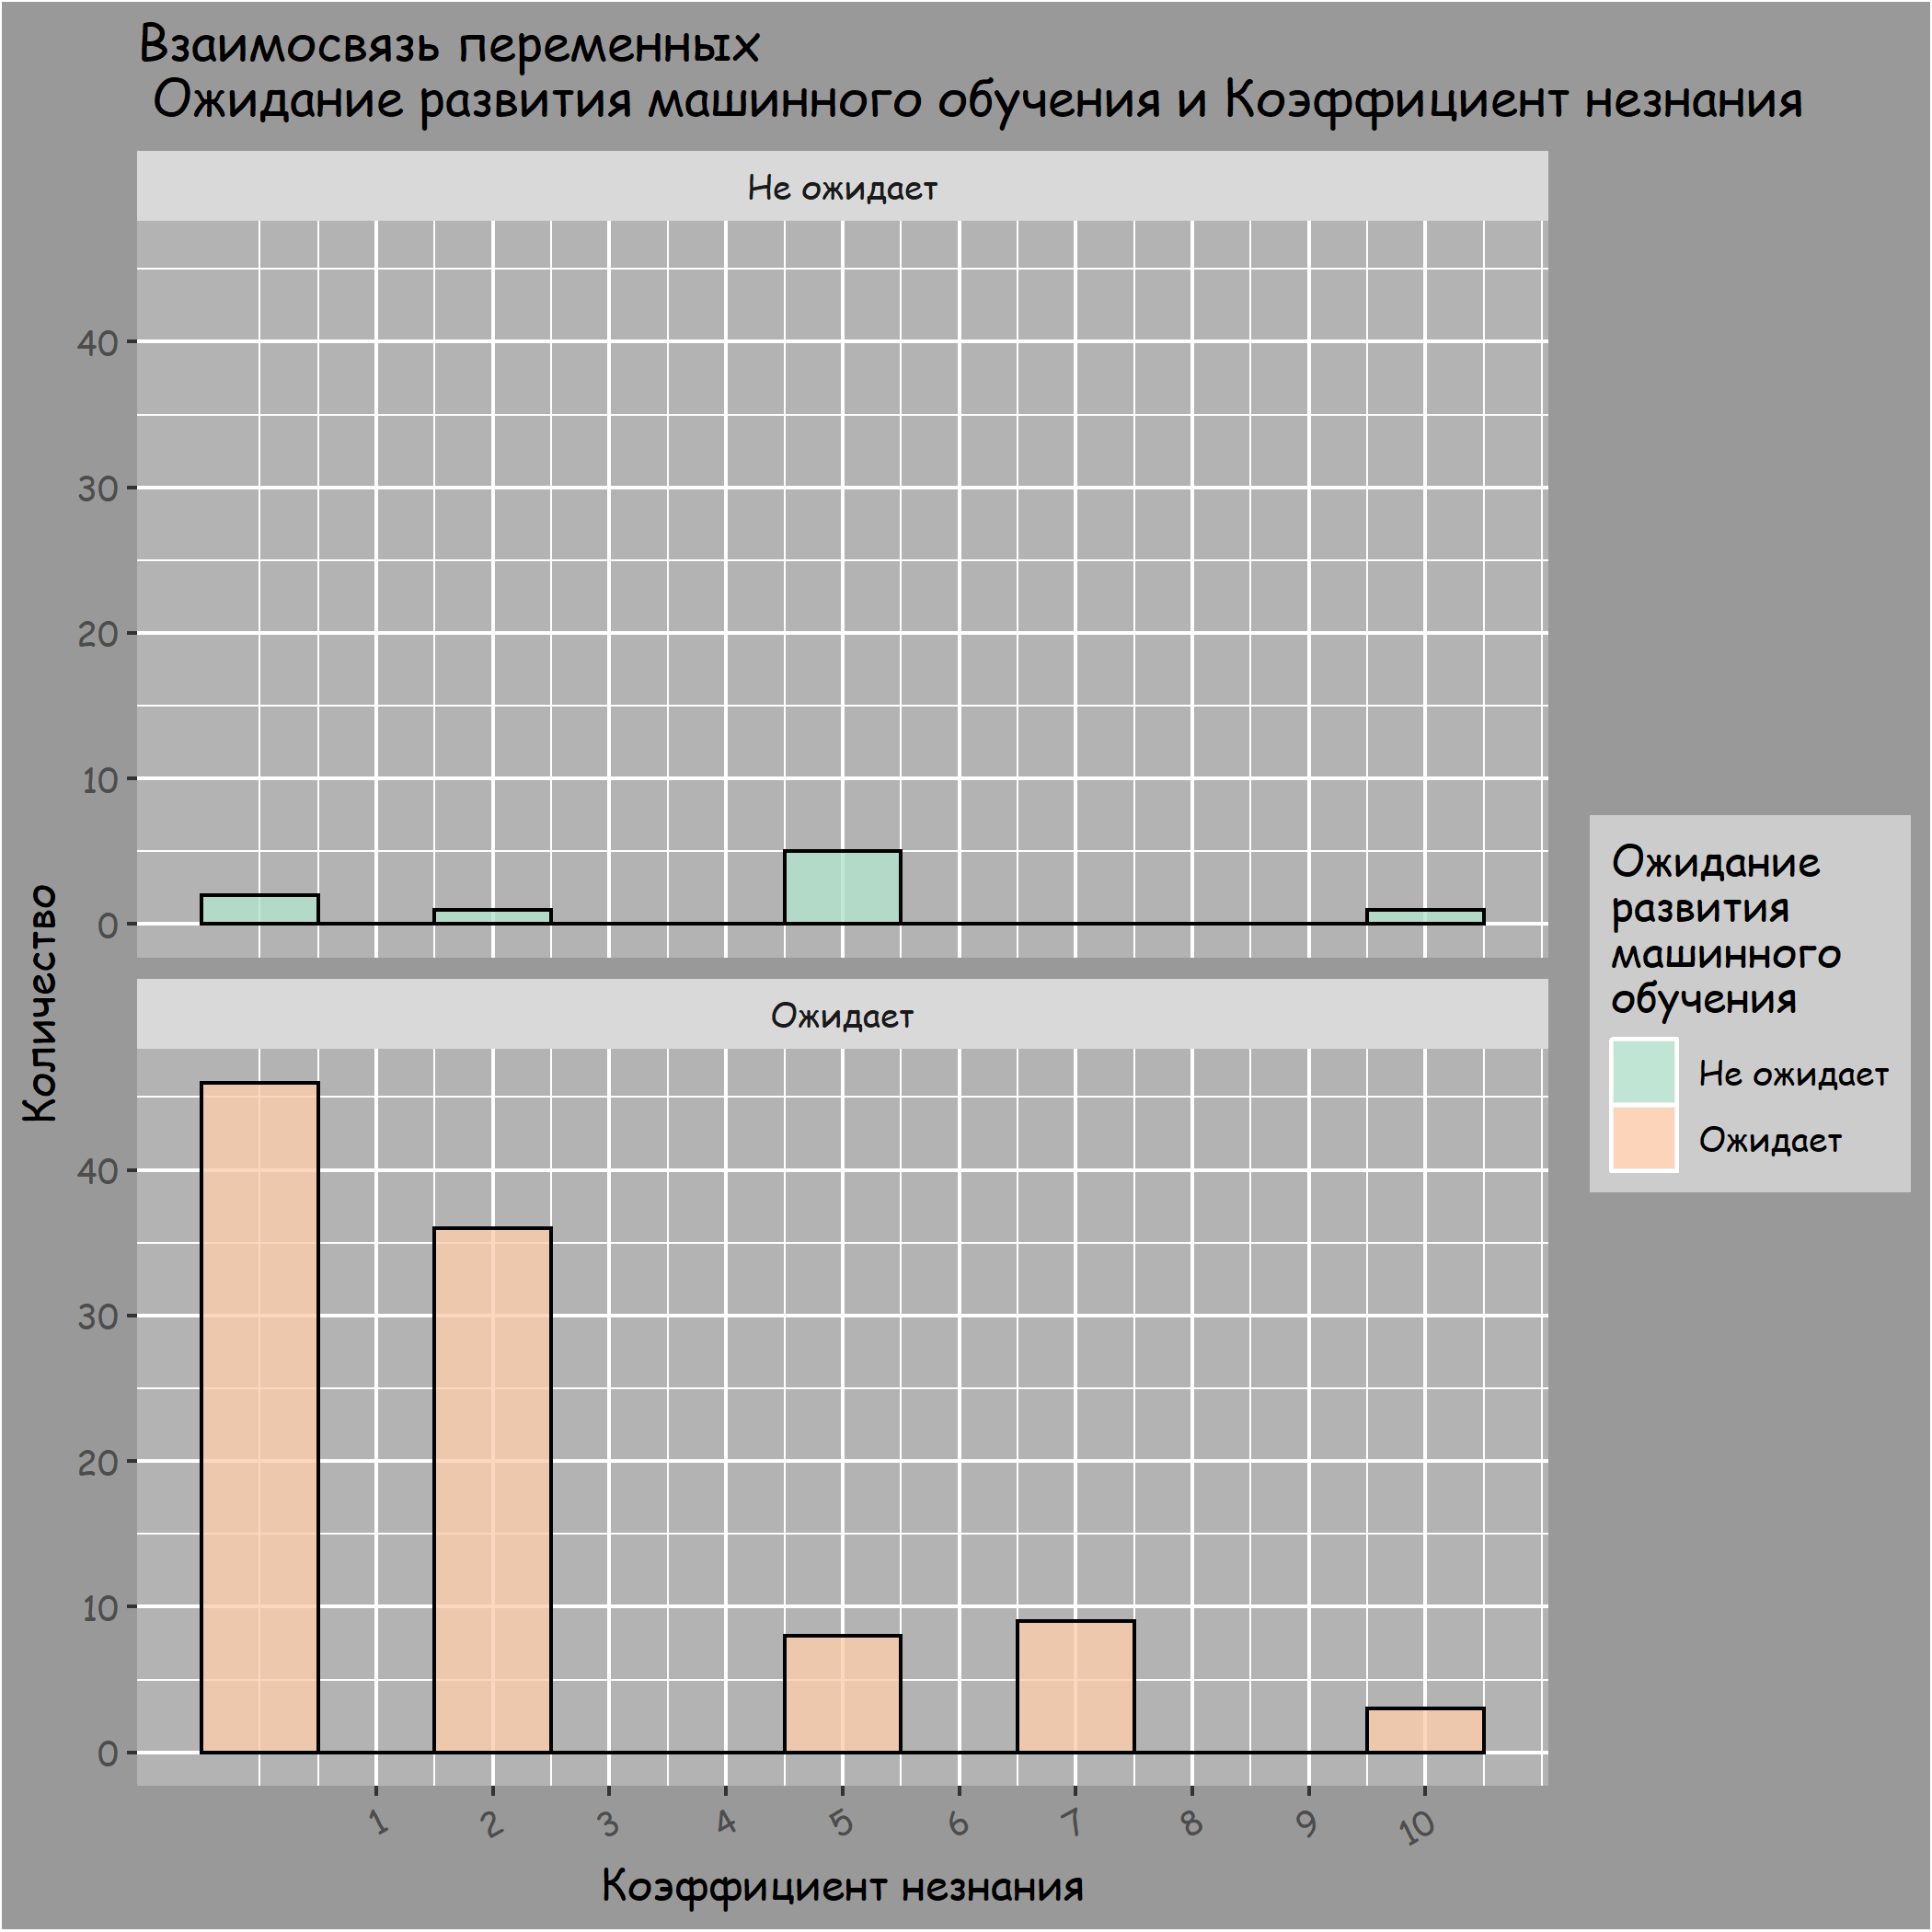 Взаимосвязь переменных
Ожидание развития машинного обучения и Коэффициент незнания
Не ожидает
40
30
20
10
0
Ожидает
40
30
20
10
0
1 2 3 4 5 6 7 8 9 10
Коэффициент незнания
Количество
Ожидание
развития
машинного
обучения
Не ожидает
Ожидает